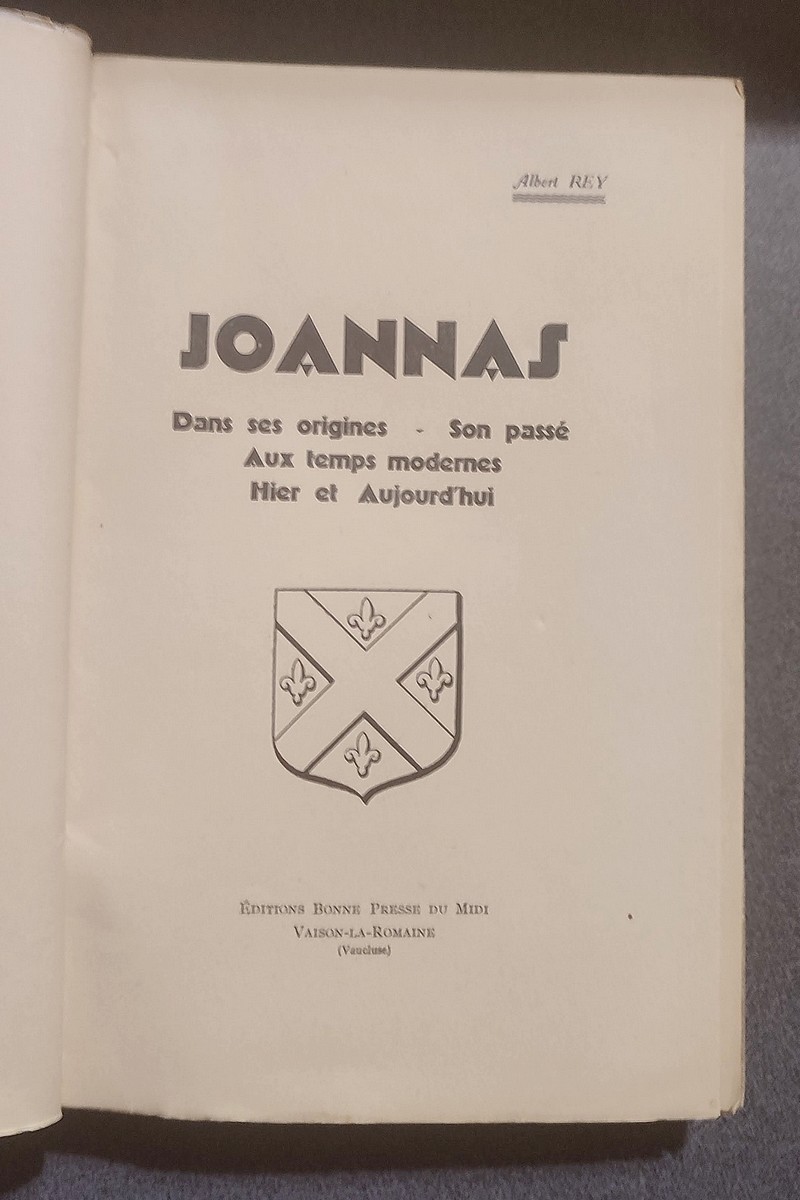 Albert REY
JOANNAS
Dans ses origines - Son passé
Aux temps modernes
Hier et Aujourd'hui
ÉDITIONS BONNE PRESSE DU MIDI
VAISON-LA-ROMAINE
(Vaucluse)